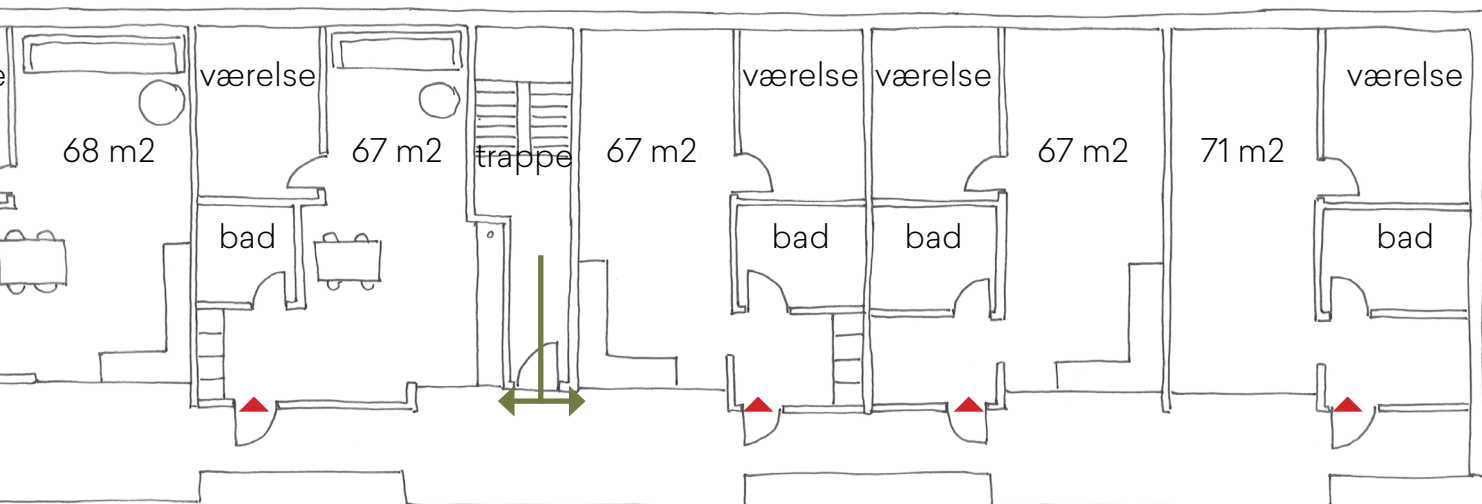 e
værelse
værelse
værelse
værelse
68 m2
67 m2
trappe
67 m2
67 m2
71 m2
bad
bad
bad
bad